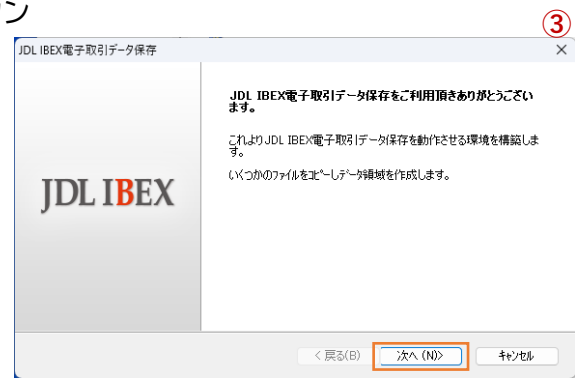 ン
③
JDL IBEX電子取引データ保存
JDL IBEX電子取引データ保存をご利用頂きありがとうござい
ます。
これよりJDL IBEX電子取引データ保存を動作させる環境を構築しま
す。
いくつかのファイルをコピーしデータ領域を作成します。
JDL IBEX
< 戻る(B)
次へ (N)>
キャンセル